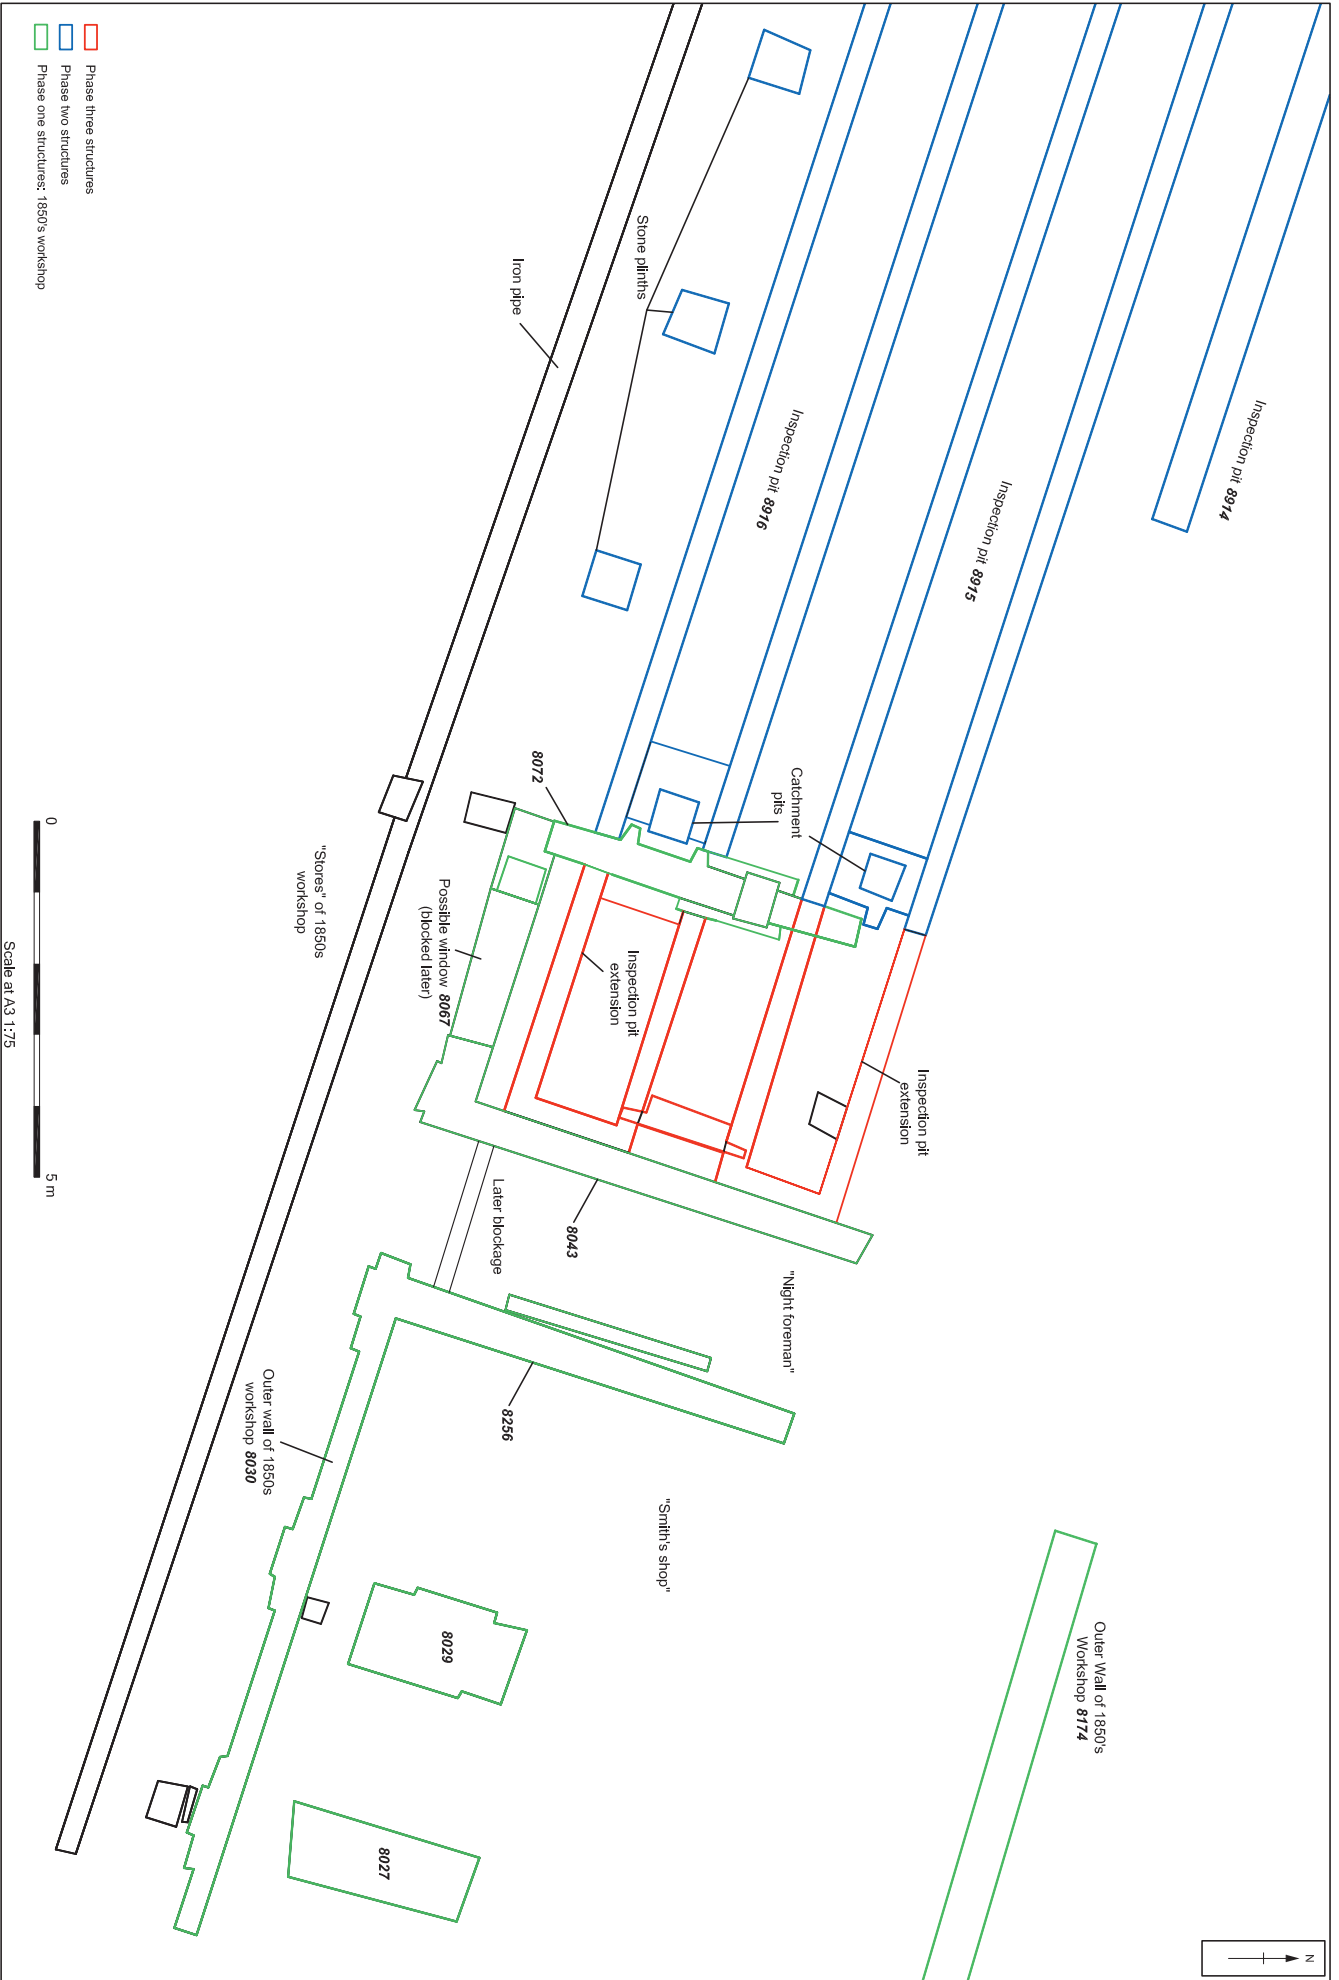 Inspection pit 8914
Inspection pit 8915
Inspection pit 8916
Stone plinths
Iron pipe
Catchment
pits
8072
Inspection pit
extension
Inspection pit
extension
Possible window 8067
(blocked later)
"Stores" of 1850s
workshop
Later blockage
8043
"Night foreman"
8256
Outer wall of 1850s
workshop 8030
"Smith's shop"
8029
8027
Outer Wall of 1850's
Workshop 8174
N
Phase three structures
Phase two structures
Phase one structures: 1850's workshop
0
5 m
Scale at A3 1:75